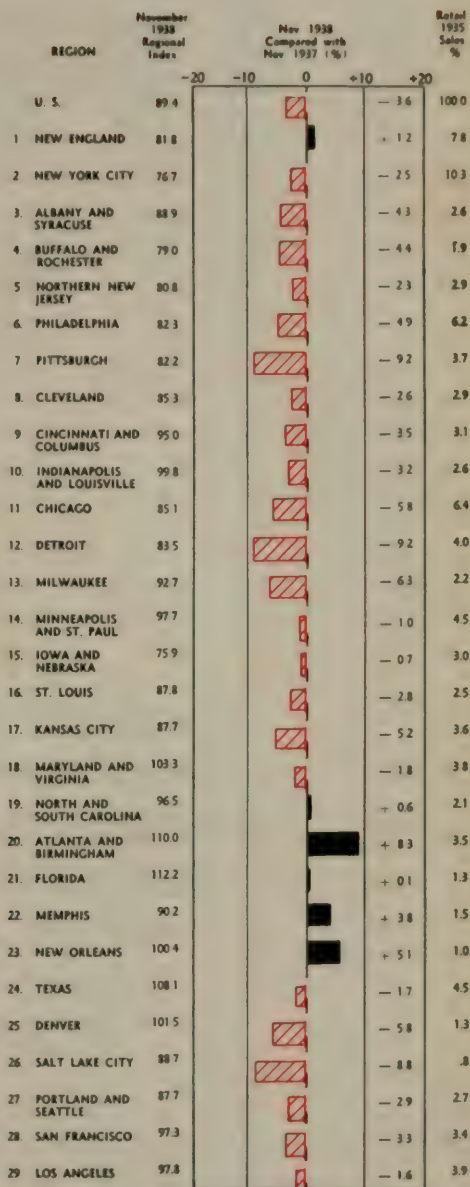 November 1938 Regional Index
Nov 1938 Compared with Nov 1937 (%)
Retail 1935 Sales %
REGION
-20 -10 0 +10 +20
U. S. 89.4 - 3.6 100.0
1 NEW ENGLAND 81.8 + 1.2 7.8
2 NEW YORK CITY 76.7 - 2.5 10.3
3. ALBANY AND SYRACUSE 88.9 - 4.3 2.6
4. BUFFALO AND ROCHESTER 79.0 - 4.4 1.9
5 NORTHERN NEW JERSEY 80.8 - 2.3 2.9
6. PHILADELPHIA 82.3 - 4.9 6.2
7 PITTSBURGH 82.2 - 9.2 3.7
8. CLEVELAND 85.3 - 2.6 2.9
9 CINCINNATI AND COLUMBUS 95.0 - 3.5 3.1
10. INDIANAPOLIS AND LOUISVILLE 99.8 - 3.2 2.6
11 CHICAGO 85.1 - 5.8 6.4
12. DETROIT 83.5 - 9.2 4.0
13. MILWAUKEE 92.7 - 6.3 2.2
14. MINNEAPOLIS AND ST. PAUL 97.7 - 1.0 4.5
15. IOWA AND NEBRASKA 75.9 - 0.7 3.0
16. ST. LOUIS 87.8 - 2.8 2.5
17. KANSAS CITY 87.7 - 5.2 3.6
18 MARYLAND AND VIRGINIA 103.3 - 1.8 3.8
19. NORTH AND SOUTH CAROLINA 96.5 + 0.6 2.1
20. ATLANTA AND BIRMINGHAM 110.0 + 8.3 3.5
21. FLORIDA 112.2 + 0.1 1.3
22. MEMPHIS 90.2 + 3.8 1.5
23. NEW ORLEANS 100.4 + 5.1 1.0
24. TEXAS 108.1 - 1.7 4.5
25 DENVER 101.5 - 5.8 1.3
26 SALT LAKE CITY 88.7 - 8.8 .8
27 PORTLAND AND SEATTLE 87.7 - 2.9 2.7
28. SAN FRANCISCO 97.3 - 3.3 3.4
29 LOS ANGELES 97.8 - 1.6 3.9